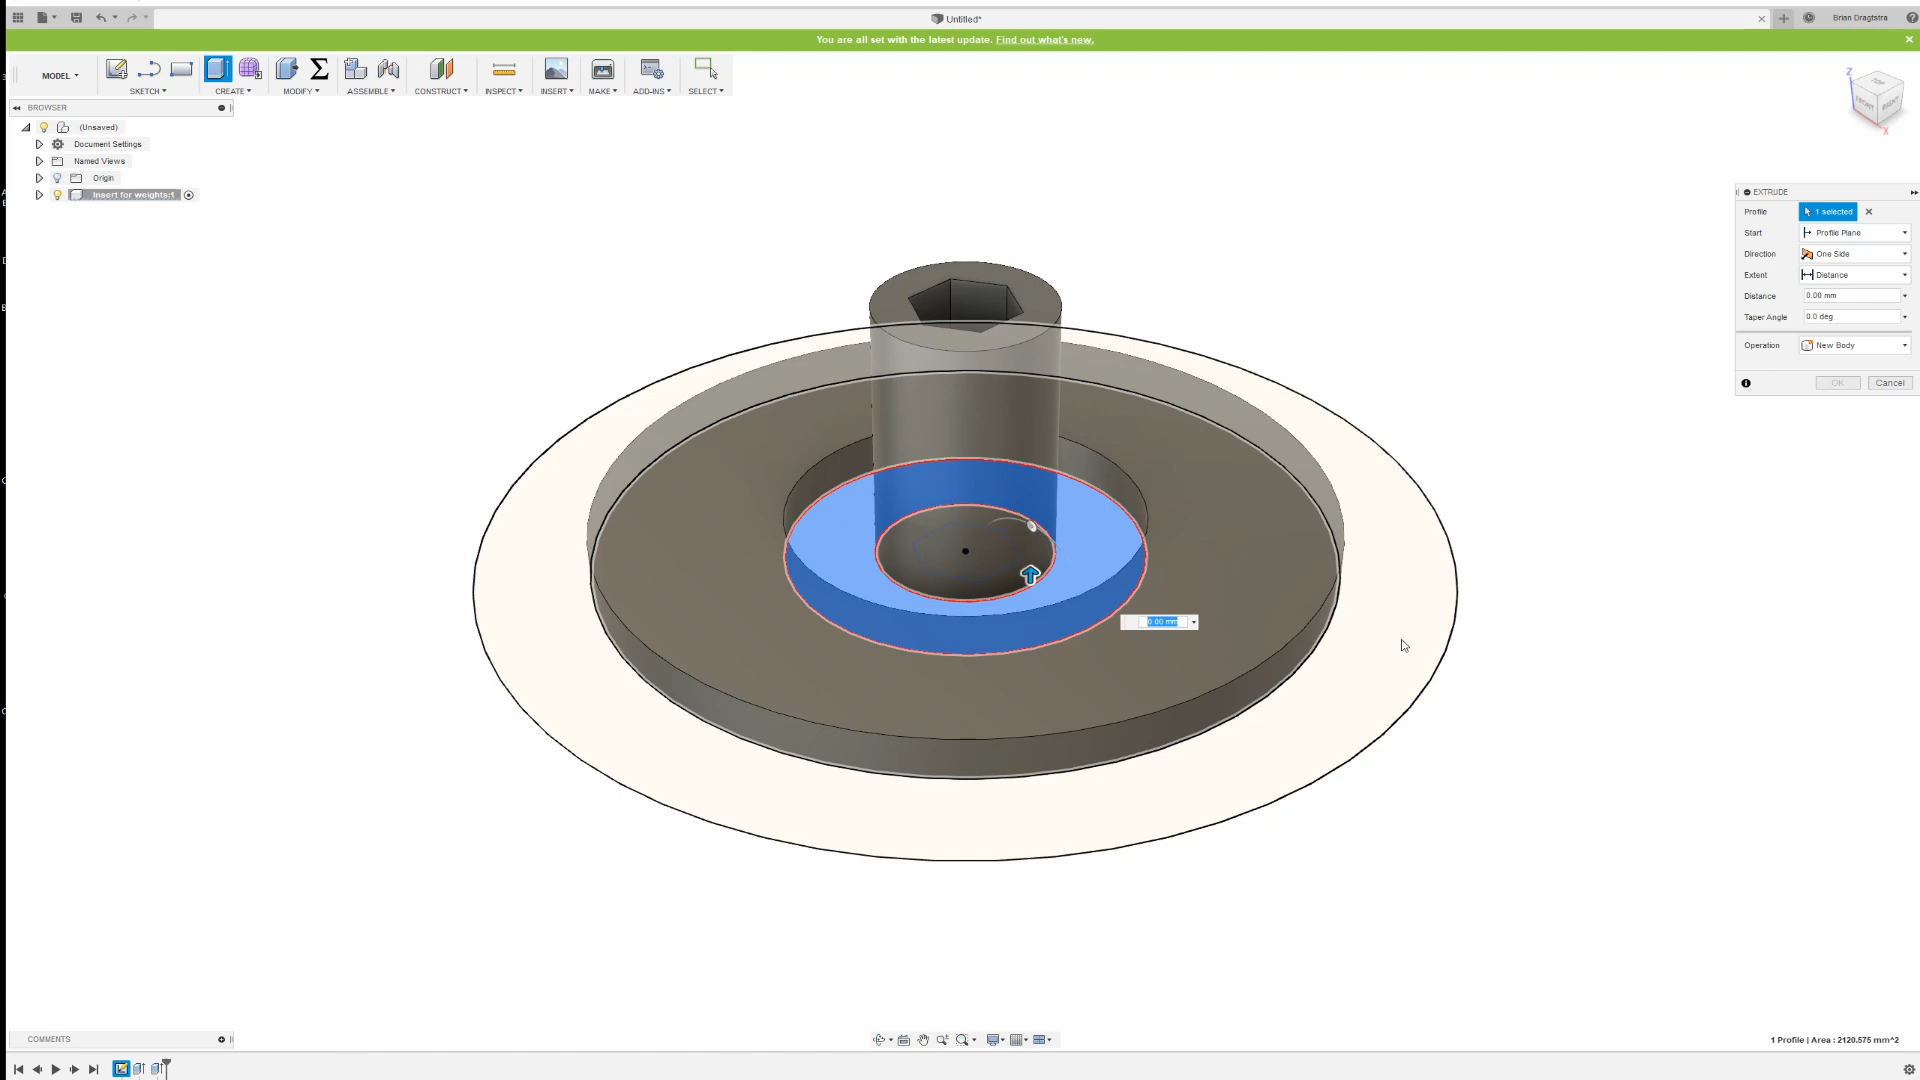 Untitled*
Brian Dragtstra
You are all set with the latest update. Find out what's new.
MODEL
SKETCH
CREATE
MODIFY
ASSEMBLE
CONSTRUCT
INSPECT
INSERT
MAKE
ADD-INS
SELECT
BROWSER
(Unsaved)
Document Settings
Named Views
Origin
Insert for weights:1
Z
TOP
FRONT
RIGHT
X
EXTRUDE
Profile
1 selected
Start
Profile Plane
Direction
One Side
Extent
Distance
Distance
0.00 mm
Taper Angle
0.0 deg
Operation
New Body
OK
Cancel
0.00 mm
COMMENTS
1 Profile | Area : 2120.575 mm^2